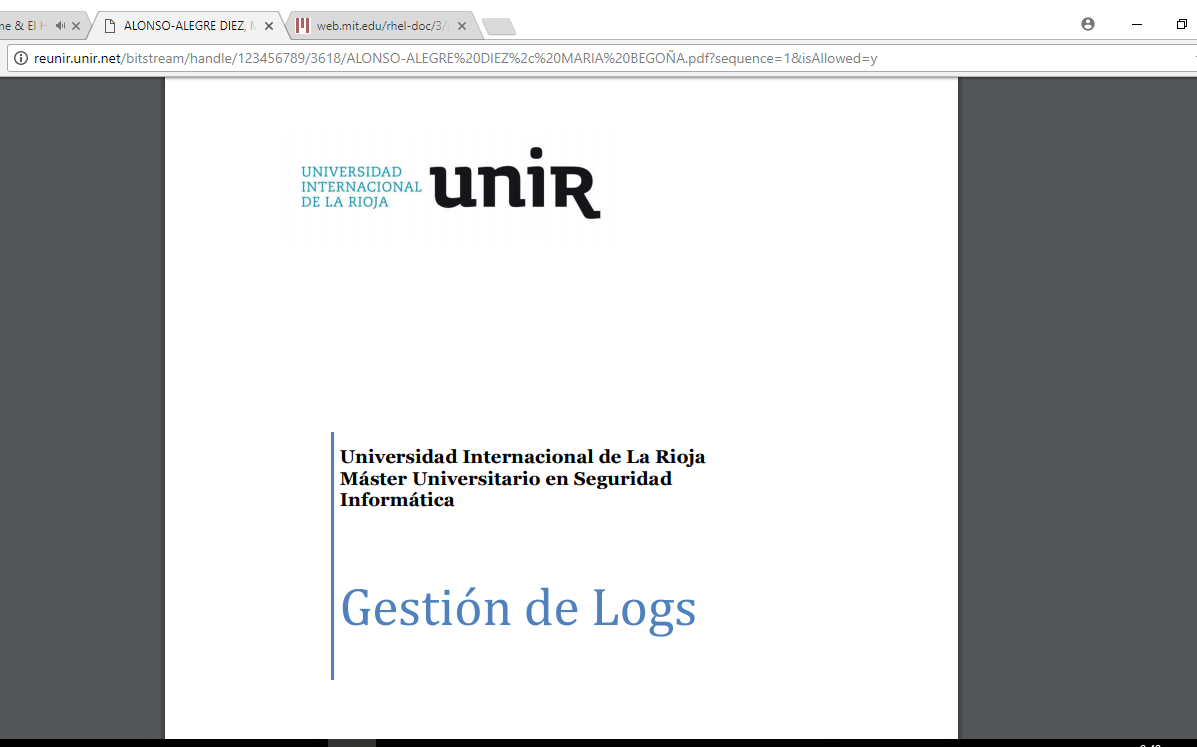 ne & El H
ALONSO-ALEGRE DIEZ,
web.mit.edu/rhel-doc/3/
reunir.unir.net/bitstream/handle/123456789/3618/ALONSO-ALEGRE%20DIEZ%2c%20MARIA%20BEGOÑA.pdf?sequence=1&isAllowed=y
UNIVERSIDAD
INTERNACIONAL
DE LA RIOJA
unir
Universidad Internacional de La Rioja
Máster Universitario en Seguridad
Informática
Gestión de Logs